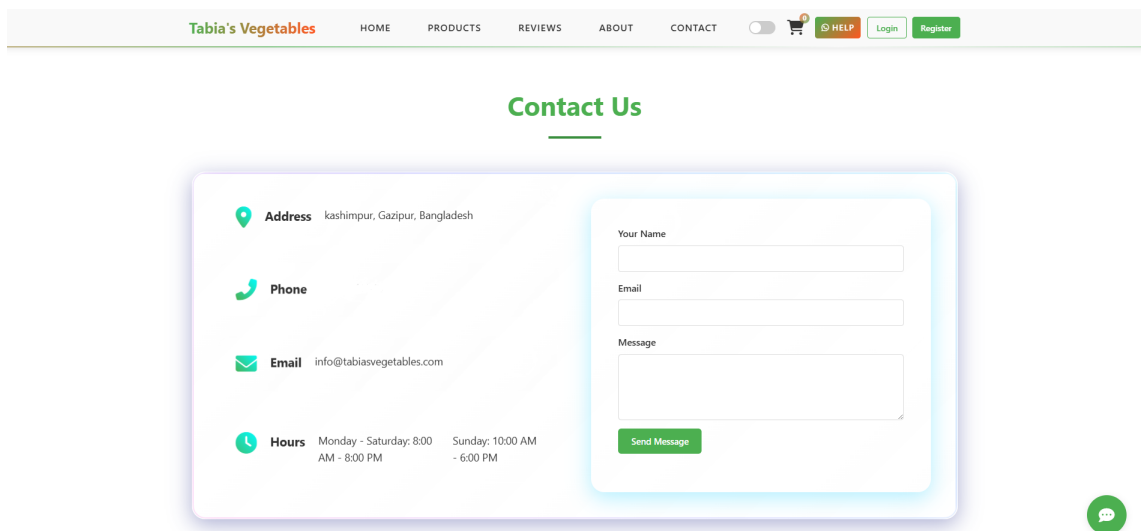 Tabia's Vegetables HOME PRODUCTS REVIEWS ABOUT CONTACT 0 HELP Login Register
Contact Us
Address kashimpur, Gazipur, Bangladesh
Phone
Email info@tabiasvegetables.com
Hours Monday - Saturday: 8:00 Sunday: 10:00 AM
AM - 8:00 PM - 6:00 PM
Your Name
Email
Message
Send Message